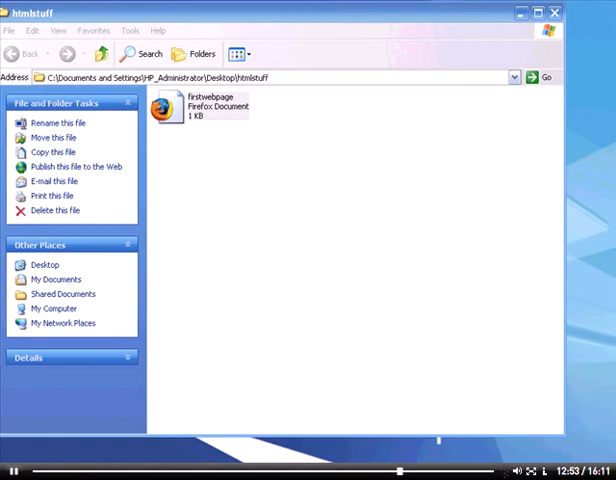 htmlstuff
File Edit View Favorites Tools Help
Back Search Folders
Address C:\Documents and Settings\HP_Administrator\Desktop\htmlstuff Go
File and Folder Tasks
Rename this file
Move this file
Copy this file
Publish this file to the Web
E-mail this file
Print this file
Delete this file
Other Places
Desktop
My Documents
Shared Documents
My Computer
My Network Places
Details
firstwebpage
Firefox Document
1 KB
12:53 / 16:11